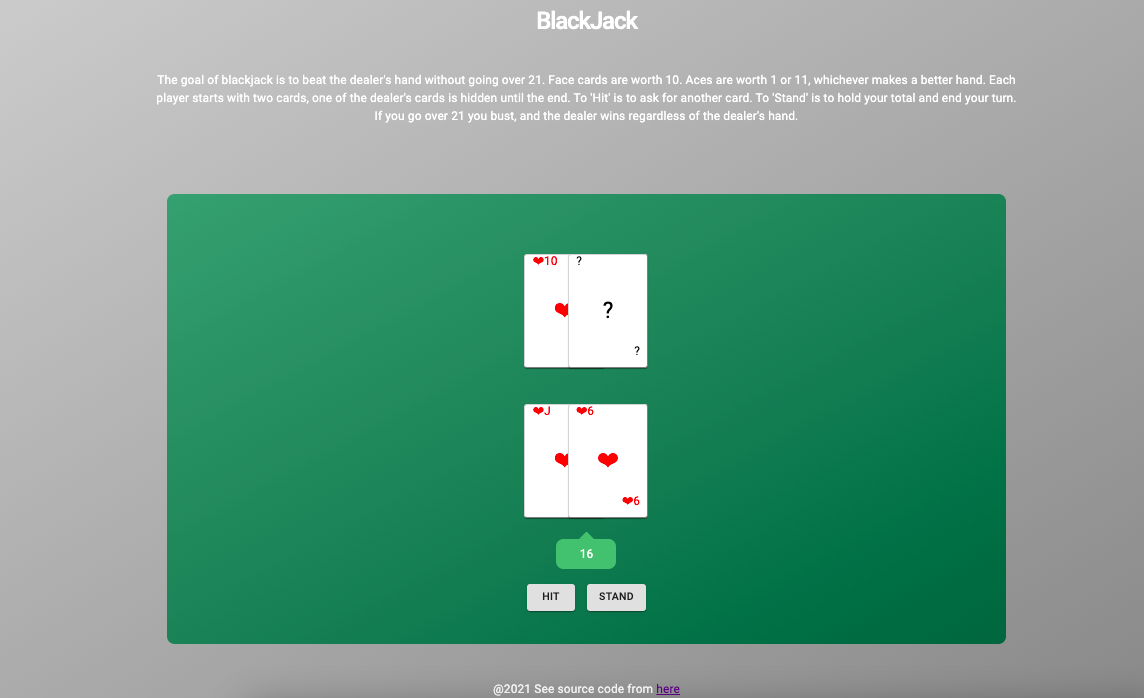 BlackJack
The goal of blackjack is to beat the dealer's hand without going over 21. Face cards are worth 10. Aces are worth 1 or 11, whichever makes a better hand. Each
player starts with two cards, one of the dealer's cards is hidden until the end. To 'Hit' is to ask for another card. To 'Stand' is to hold your total and end your turn.
If you go over 21 you bust, and the dealer wins regardless of the dealer's hand.
❤10 ?
?
?
❤J ❤6
❤6
16
HIT STAND
@2021 See source code from here